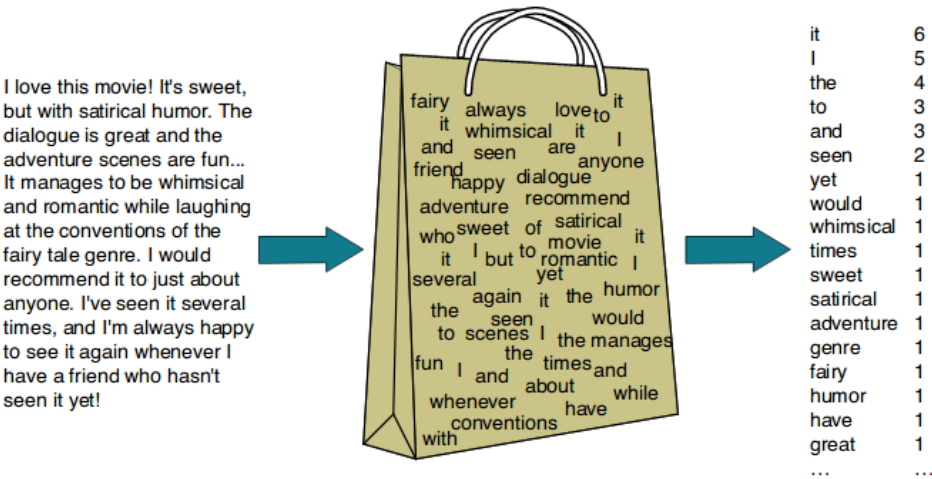 I love this movie! It's sweet,
but with satirical humor. The
dialogue is great and the
adventure scenes are fun...
It manages to be whimsical
and romantic while laughing
at the conventions of the
fairy tale genre. I would
recommend it to just about
anyone. I've seen it several
times, and I'm always happy
to see it again whenever I
have a friend who hasn't
seen it yet!
fairy always love to it
it whimsical it I
and seen are anyone
friend happy dialogue
adventure recommend
who sweet of satirical
it I but to movie it
several yet romantic I
again it the humor
the seen would
to scenes I the manages
fun I and the times and
whenever about while
conventions have
with
it 6
I 5
the 4
to 3
and 3
seen 2
yet 1
would 1
whimsical 1
times 1
sweet 1
satirical 1
adventure 1
genre 1
fairy 1
humor 1
have 1
great 1
... ...